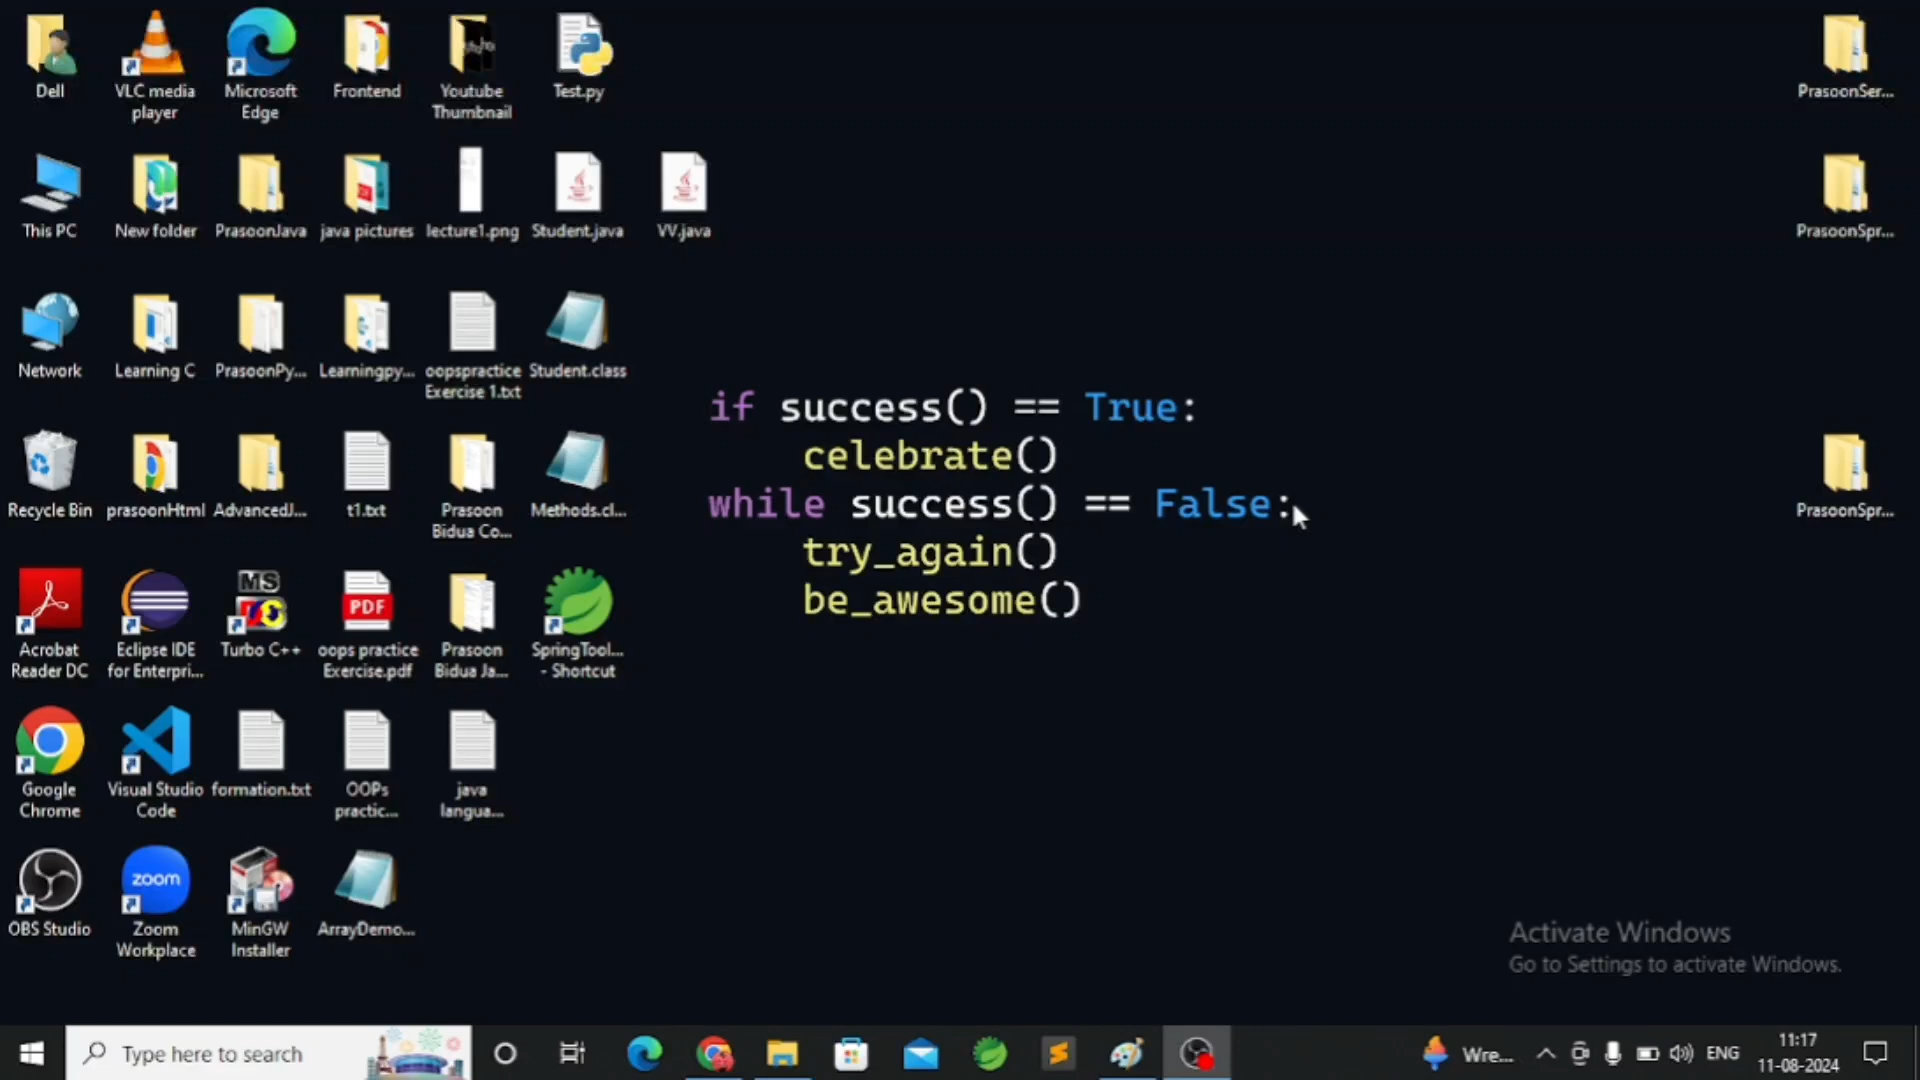 Dell
VLC media
player
Microsoft
Edge
Frontend
Youtube
Thumbnail
Test.py
PrasoonSer...
This PC
New folder
PrasoonJava
java pictures
lecture1.png
Student.java
VV.java
PrasoonSpr...
Network
Learning C
PrasoonPy...
Learningpy...
oopspractice
Exercise 1.txt
Student.class
if success() == True:
celebrate()
while success() == False:
try_again()
be_awesome()
Recycle Bin
prasoonHtml
AdvancedJ...
t1.txt
Prasoon
Bidua Co...
Methods.cl...
PrasoonSpr...
Acrobat
Reader DC
Eclipse IDE
for Enterpri...
MS
Turbo C++
PDF
oops practice
Exercise.pdf
Prasoon
Bidua Ja...
SpringTool...
- Shortcut
Google
Chrome
Visual Studio
Code
formation.txt
OOPs
practic...
java
langua...
OBS Studio
zoom
Zoom
Workplace
MinGW
Installer
ArrayDemo...
Activate Windows
Go to Settings to activate Windows.
Type here to search
Wre...
ENG
11:17
11-08-2024